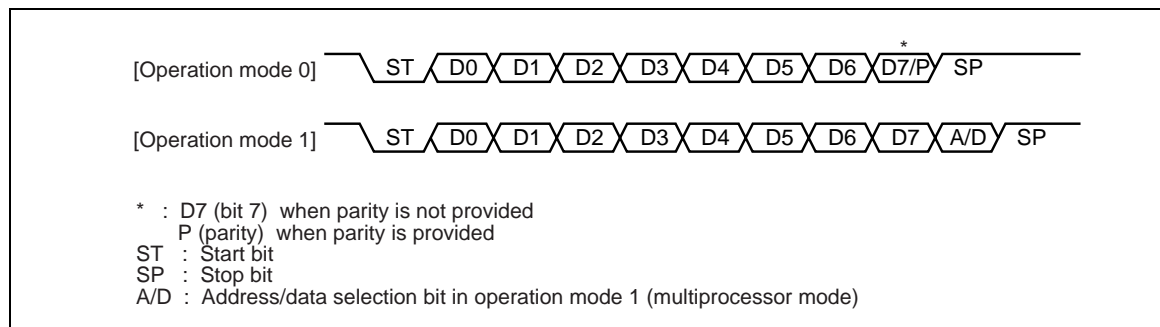 *
[Operation mode 0] ST D0 D1 D2 D3 D4 D5 D6 D7/P SP
[Operation mode 1] ST D0 D1 D2 D3 D4 D5 D6 D7 A/D SP
* : D7 (bit 7) when parity is not provided
P (parity) when parity is provided
ST : Start bit
SP : Stop bit
A/D : Address/data selection bit in operation mode 1 (multiprocessor mode)